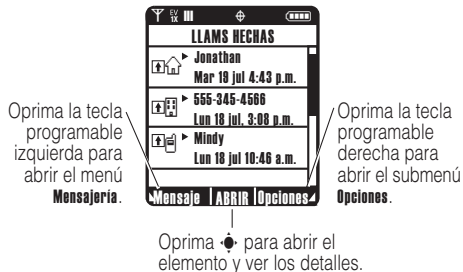 EV
1X
LLAMS HECHAS
Jonathan
Mar 19 jul 4:43 p.m.
555-345-4566
Lun 18 jul, 3:08 p.m.
Mindy
Lun 18 jul 10:46 a.m.
Mensaje ABRIR Opciones
Oprima la tecla
programable
izquierda para
abrir el menú
Mensajería.
Oprima la tecla
programable
derecha para
abrir el submenú
Opciones.
Oprima para abrir el
elemento y ver los detalles.